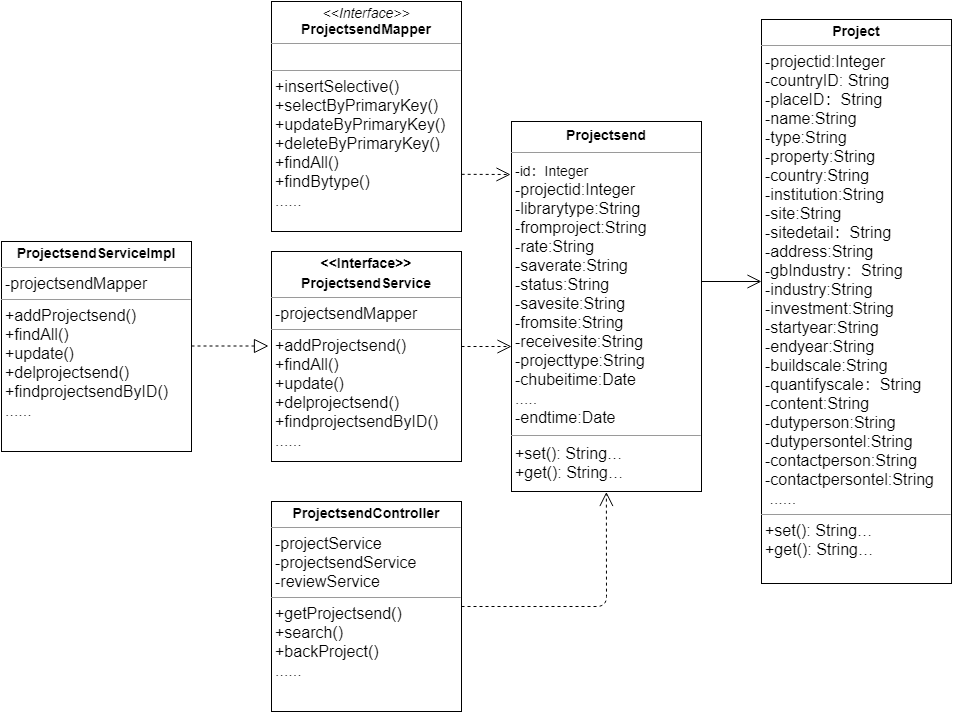 <<Interface>>
ProjectsendMapper
+insertSelective()
+selectByPrimaryKey()
+updateByPrimaryKey()
+deleteByPrimaryKey()
+findAll()
+findBytype()
......
ProjectsendServiceImpl
-projectsendMapper
+addProjectsend()
+findAll()
+update()
+delprojectsend()
+findprojectsendByID()
......
<<Interface>>
ProjectsendService
-projectsendMapper
+addProjectsend()
+findAll()
+update()
+delprojectsend()
+findprojectsendByID()
......
ProjectsendController
-projectService
-projectsendService
-reviewService
+getProjectsend()
+search()
+backProject()
......
Projectsend
-id：Integer
-projectid:Integer
-librarytype:String
-fromproject:String
-rate:String
-saverate:String
-status:String
-savesite:String
-fromsite:String
-receivesite:String
-projecttype:String
-chubeitime:Date
.....
-endtime:Date
+set(): String...
+get(): String...
Project
-projectid:Integer
-countryID: String
-placeID：String
-name:String
-type:String
-property:String
-country:String
-institution:String
-site:String
-sitedetail：String
-address:String
-gbIndustry：String
-industry:String
-investment:String
-startyear:String
-endyear:String
-buildscale:String
-quantifyscale：String
-content:String
-dutyperson:String
-dutypersontel:String
-contactperson:String
-contactpersontel:String
......
+set(): String...
+get(): String...